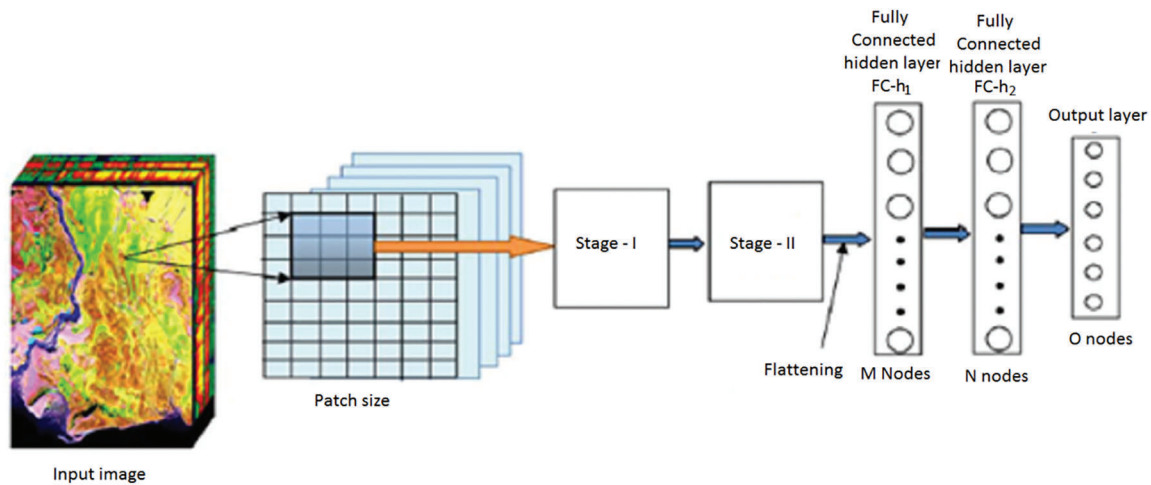 Input image
Patch size
Stage - I
Stage - II
Flattening
Fully
Connected
hidden layer
FC-h₁
M Nodes
Fully
Connected
hidden layer
FC-h₂
N nodes
Output layer
O nodes